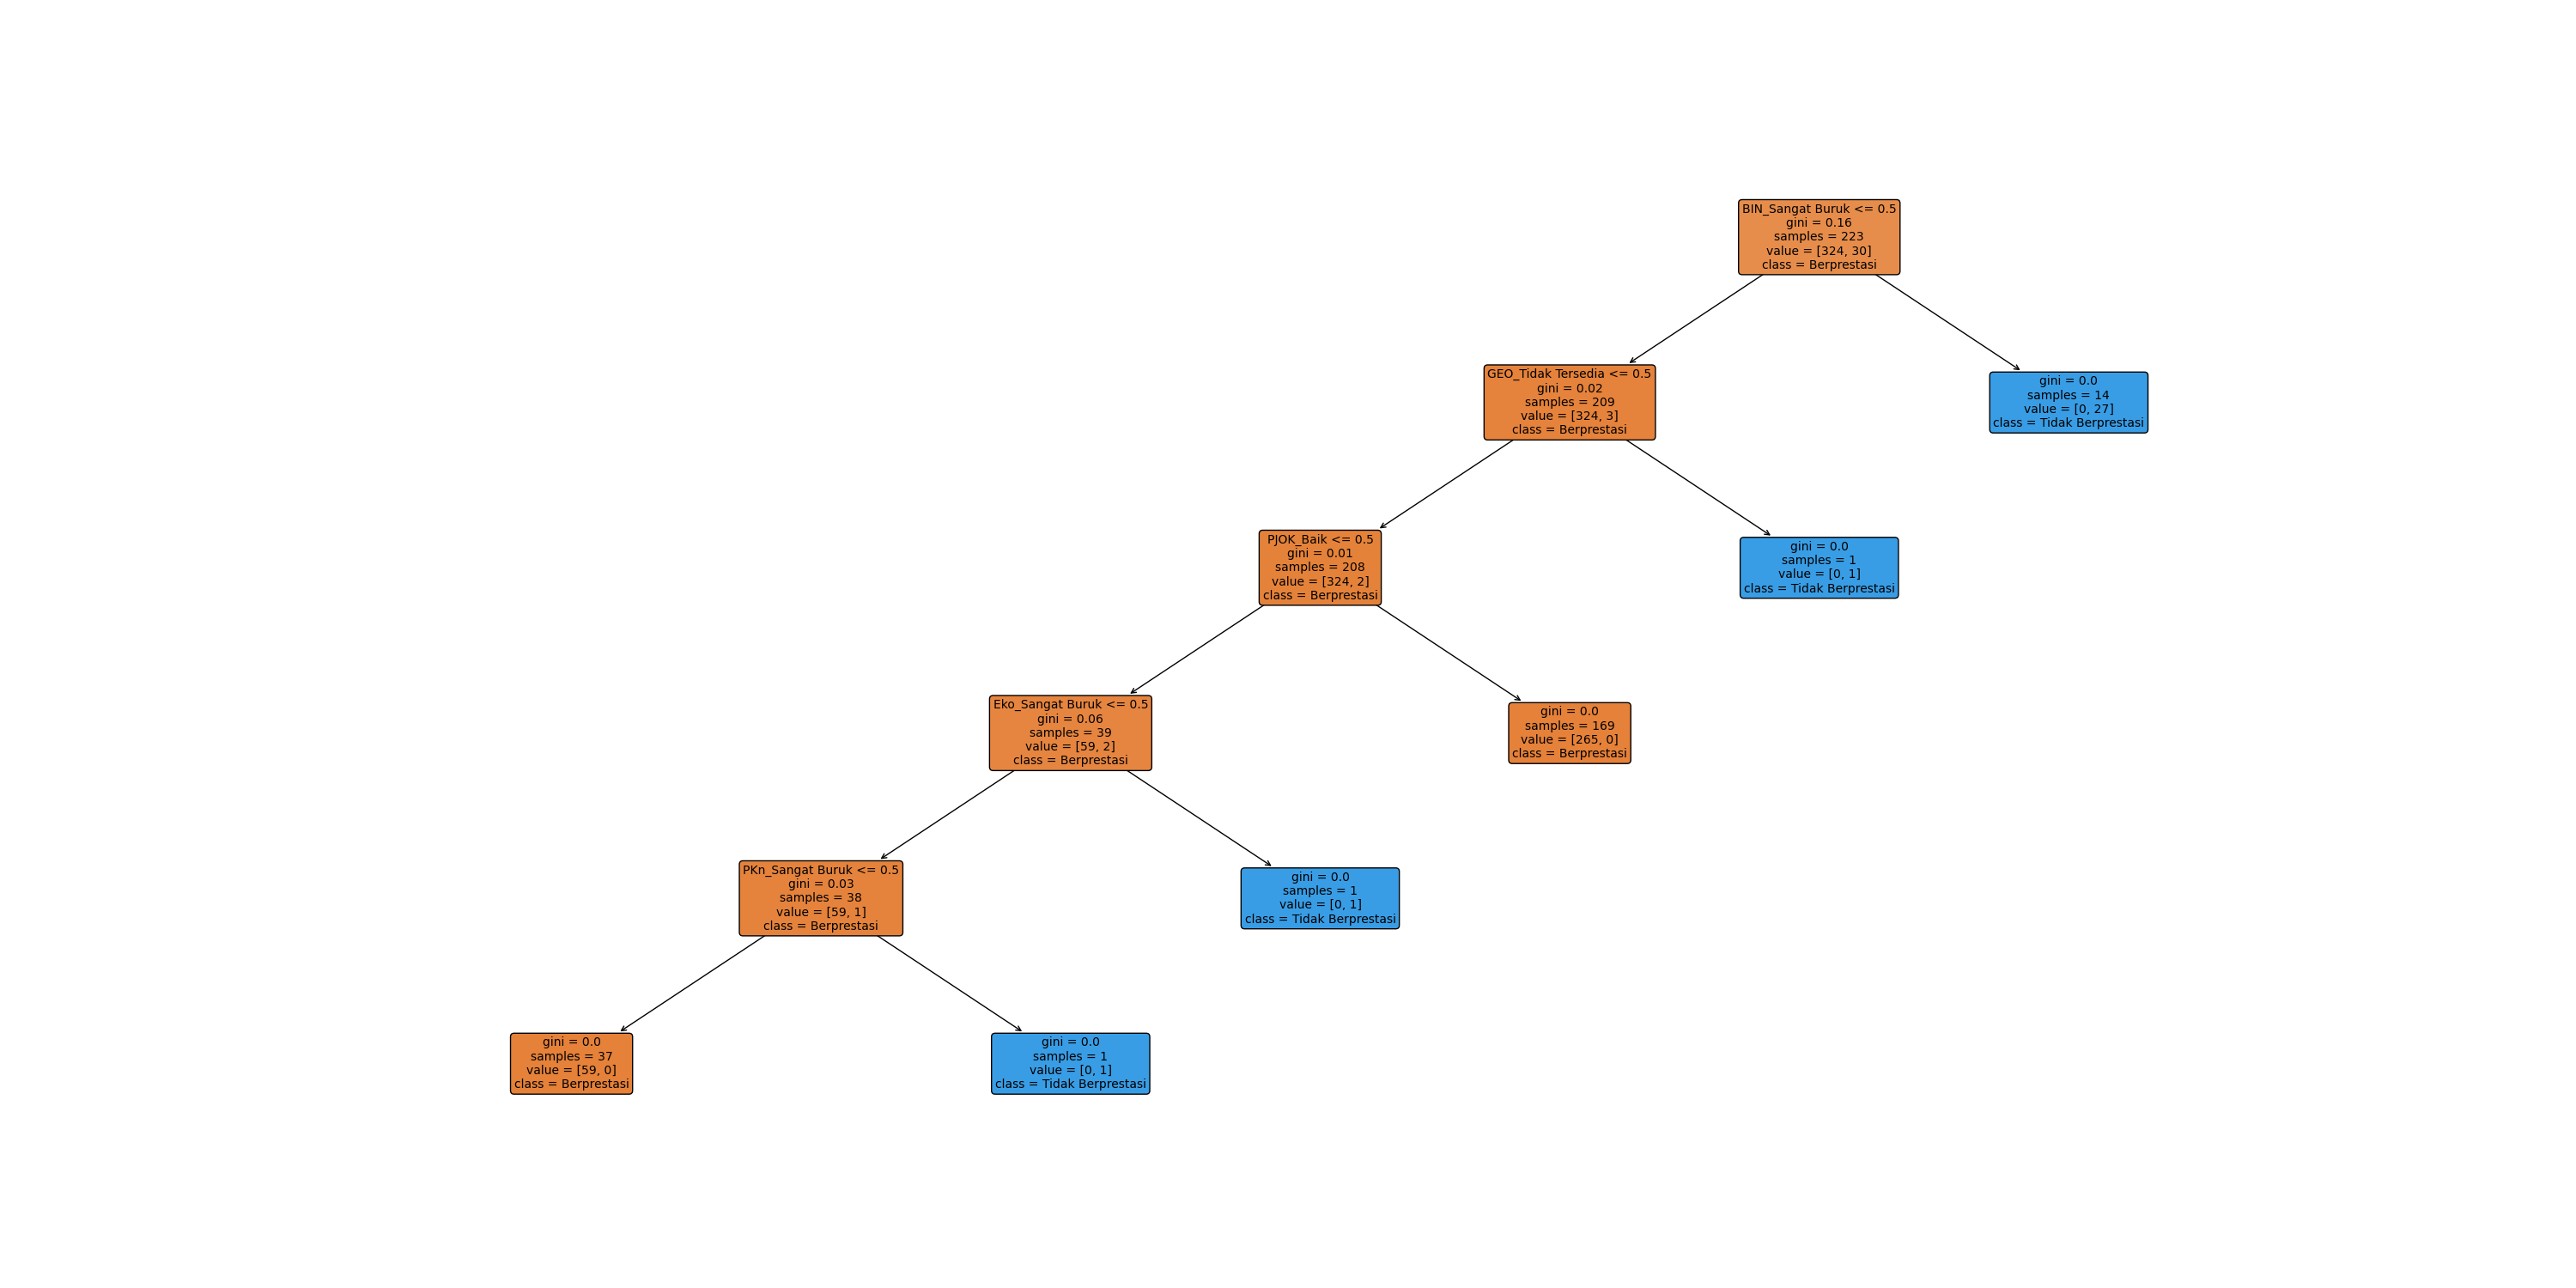 BIN_Sangat Buruk <= 0.5
gini = 0.16
samples = 223
value = [324, 30]
class = Berprestasi
GEO_Tidak Tersedia <= 0.5
gini = 0.02
samples = 209
value = [324, 3]
class = Berprestasi
gini = 0.0
samples = 14
value = [0, 27]
class = Tidak Berprestasi
PJOK_Baik <= 0.5
gini = 0.01
samples = 208
value = [324, 2]
class = Berprestasi
gini = 0.0
samples = 1
value = [0, 1]
class = Tidak Berprestasi
Eko_Sangat Buruk <= 0.5
gini = 0.06
samples = 39
value = [59, 2]
class = Berprestasi
gini = 0.0
samples = 169
value = [265, 0]
class = Berprestasi
PKn_Sangat Buruk <= 0.5
gini = 0.03
samples = 38
value = [59, 1]
class = Berprestasi
gini = 0.0
samples = 1
value = [0, 1]
class = Tidak Berprestasi
gini = 0.0
samples = 37
value = [59, 0]
class = Berprestasi
gini = 0.0
samples = 1
value = [0, 1]
class = Tidak Berprestasi